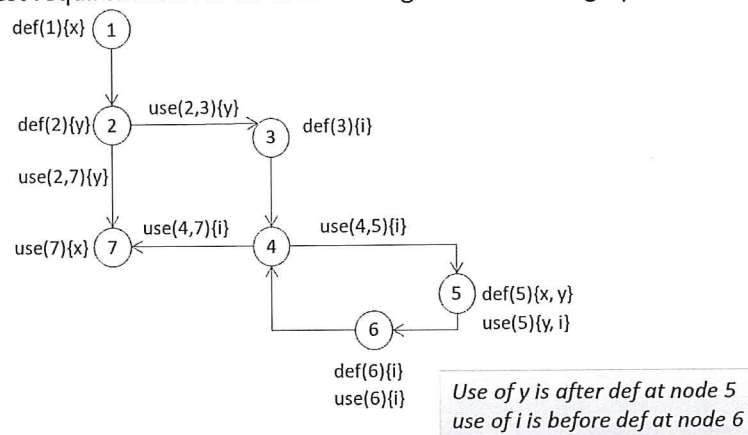 def(1){x}
1
def(2){y}
2
use(2,3){y}
3
def(3){i}
use(2,7){y}
use(7){x}
7
use(4,7){i}
4
use(4,5){i}
5
def(5){x, y}
use(5){y, i}
6
def(6){i}
use(6){i}
Use of y is after def at node 5
use of i is before def at node 6